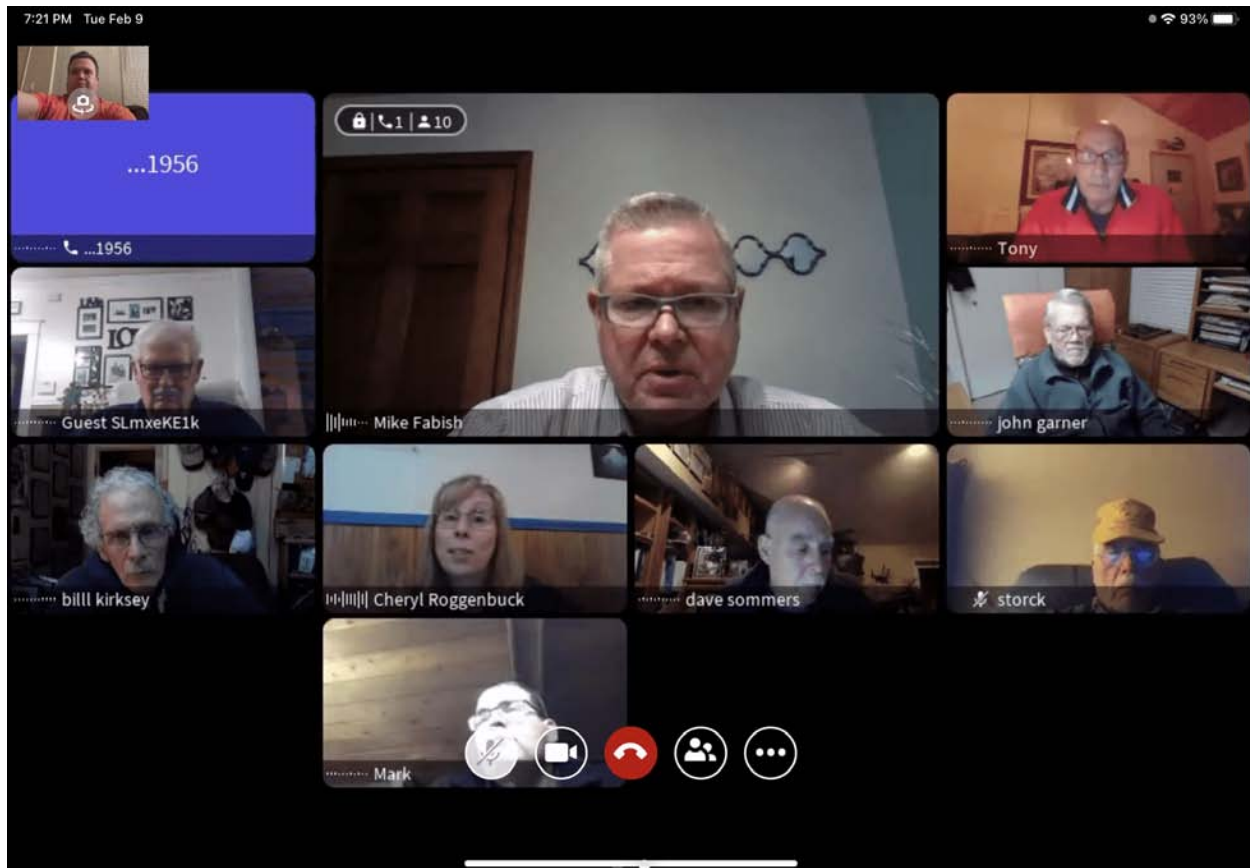 7:21 PM Tue Feb 9
93%
...1956
1 10
...1956
Tony
Guest SLmxeKE1k
Mike Fabish
john garner
billl kirksey
Cheryl Roggenbuck
dave sommers
storck
Mark